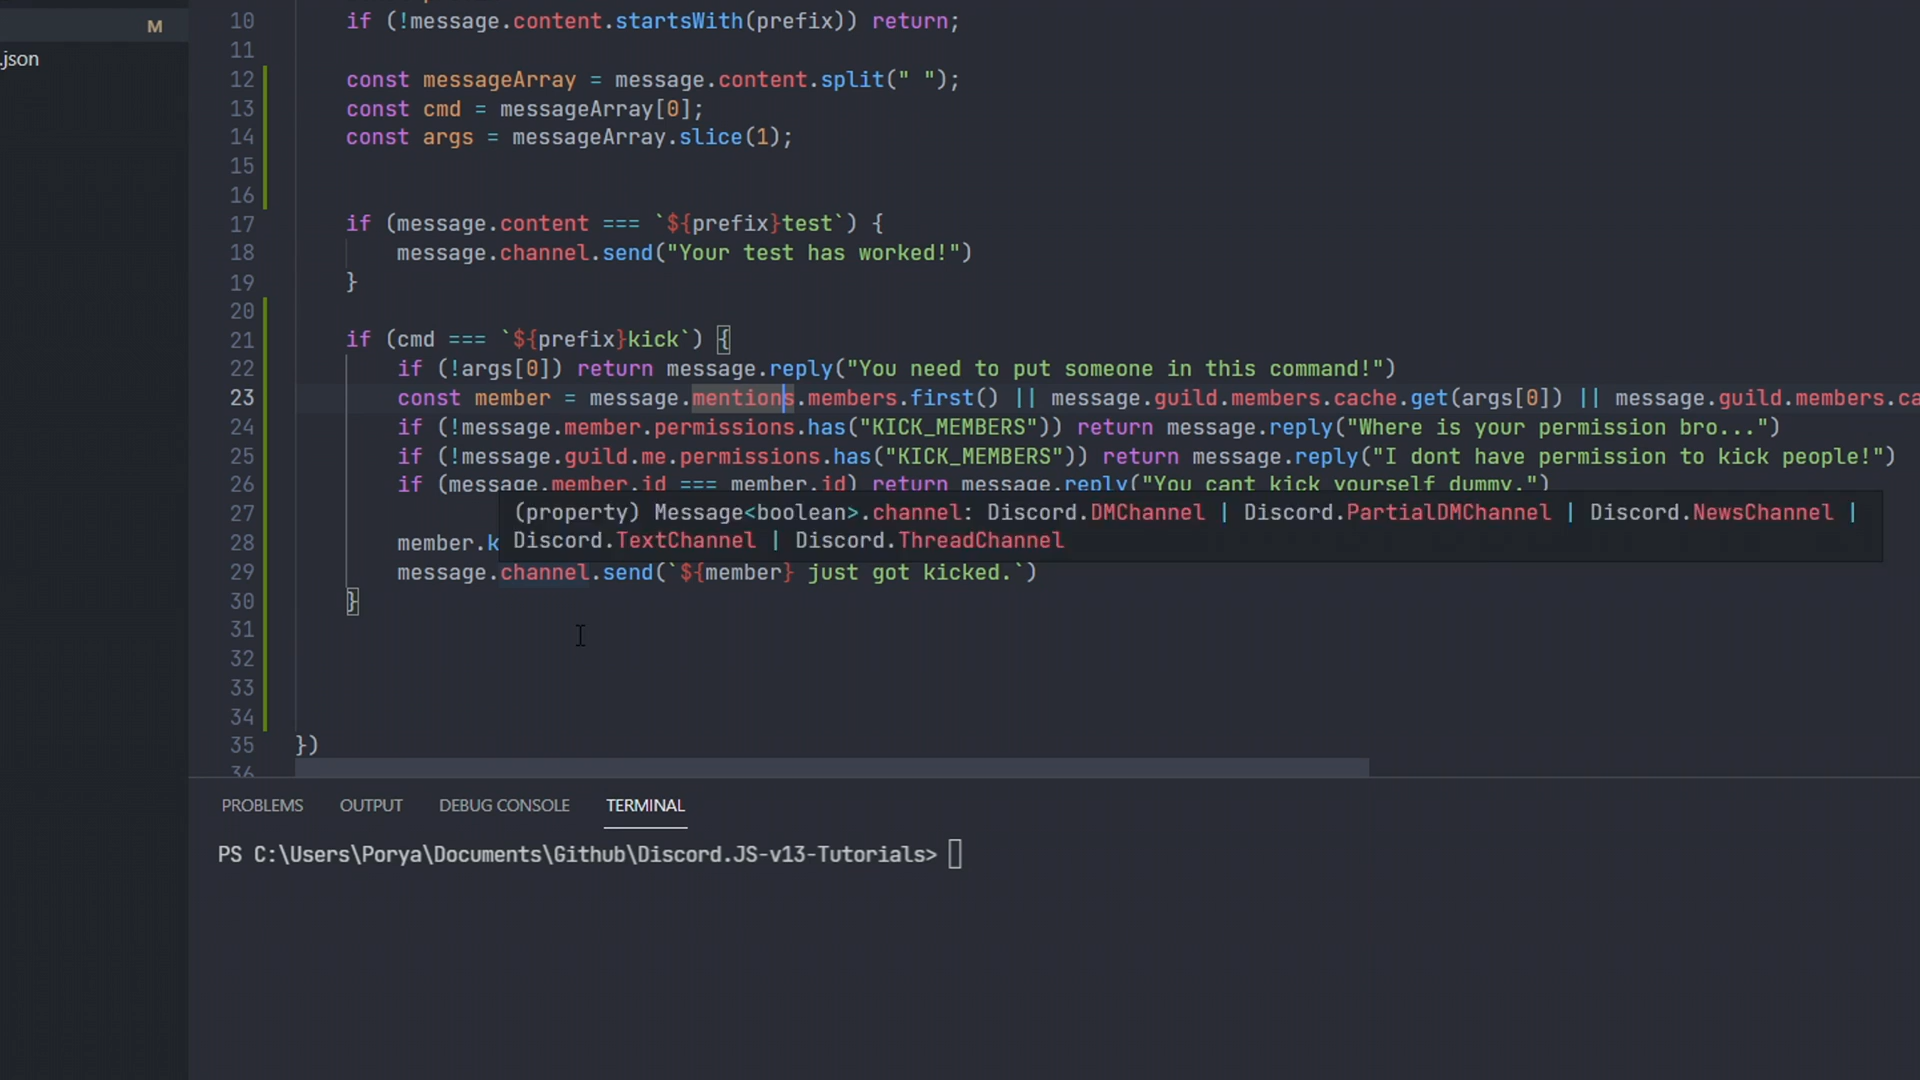 M
.json
10 if (!message.content.startsWith(prefix)) return;
11
12 const messageArray = message.content.split(" ");
13 const cmd = messageArray[0];
14 const args = messageArray.slice(1);
15
16
17 if (message.content === `${prefix}test`) {
18 message.channel.send("Your test has worked!")
19 }
20
21 if (cmd === `${prefix}kick`) {
22 if (!args[0]) return message.reply("You need to put someone in this command!")
23 const member = message.mentions.members.first() || message.guild.members.cache.get(args[0]) || message.guild.members.ca
24 if (!message.member.permissions.has("KICK_MEMBERS")) return message.reply("Where is your permission bro...")
25 if (!message.guild.me.permissions.has("KICK_MEMBERS")) return message.reply("I dont have permission to kick people!")
26 if (message.member.id === member.id) return message.reply("You cant kick yourself dummy.")
(property) Message<boolean>.channel: Discord.DMChannel | Discord.PartialDMChannel | Discord.NewsChannel |
Discord.TextChannel | Discord.ThreadChannel
27
28 member.k
29 message.channel.send(`${member} just got kicked.`)
30 }
31
32
33
34
35 })
36
PROBLEMS OUTPUT DEBUG CONSOLE TERMINAL
PS C:\Users\Porya\Documents\Github\Discord.JS-v13-Tutorials>